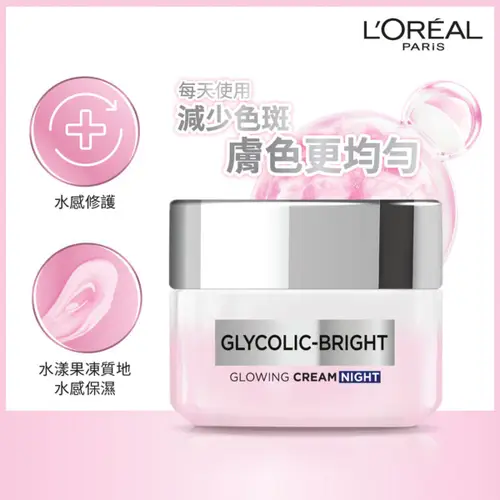 L'ORÉAL
PARIS
每天使用
減少色斑
膚色更均勻
水感修護
水漾果凍質地
水感保濕
GLYCOLIC-BRIGHT
GLOWING CREAM NIGHT